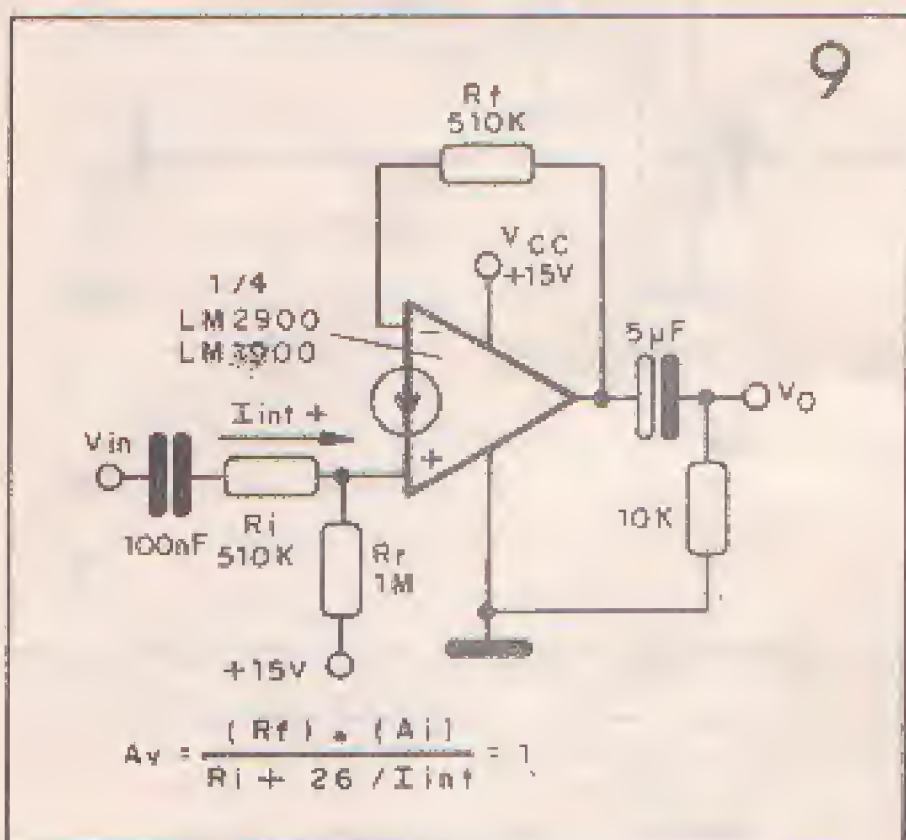 9
Rf
510K
VCC
+15V
1/4
LM2900
LM3900
5µF
Iint +
Vin
VO
100nF
Ri
510K
Rr
1M
10K
+15V
Av = (Rf) * (Ai) / Ri + 26 / Iint = 1